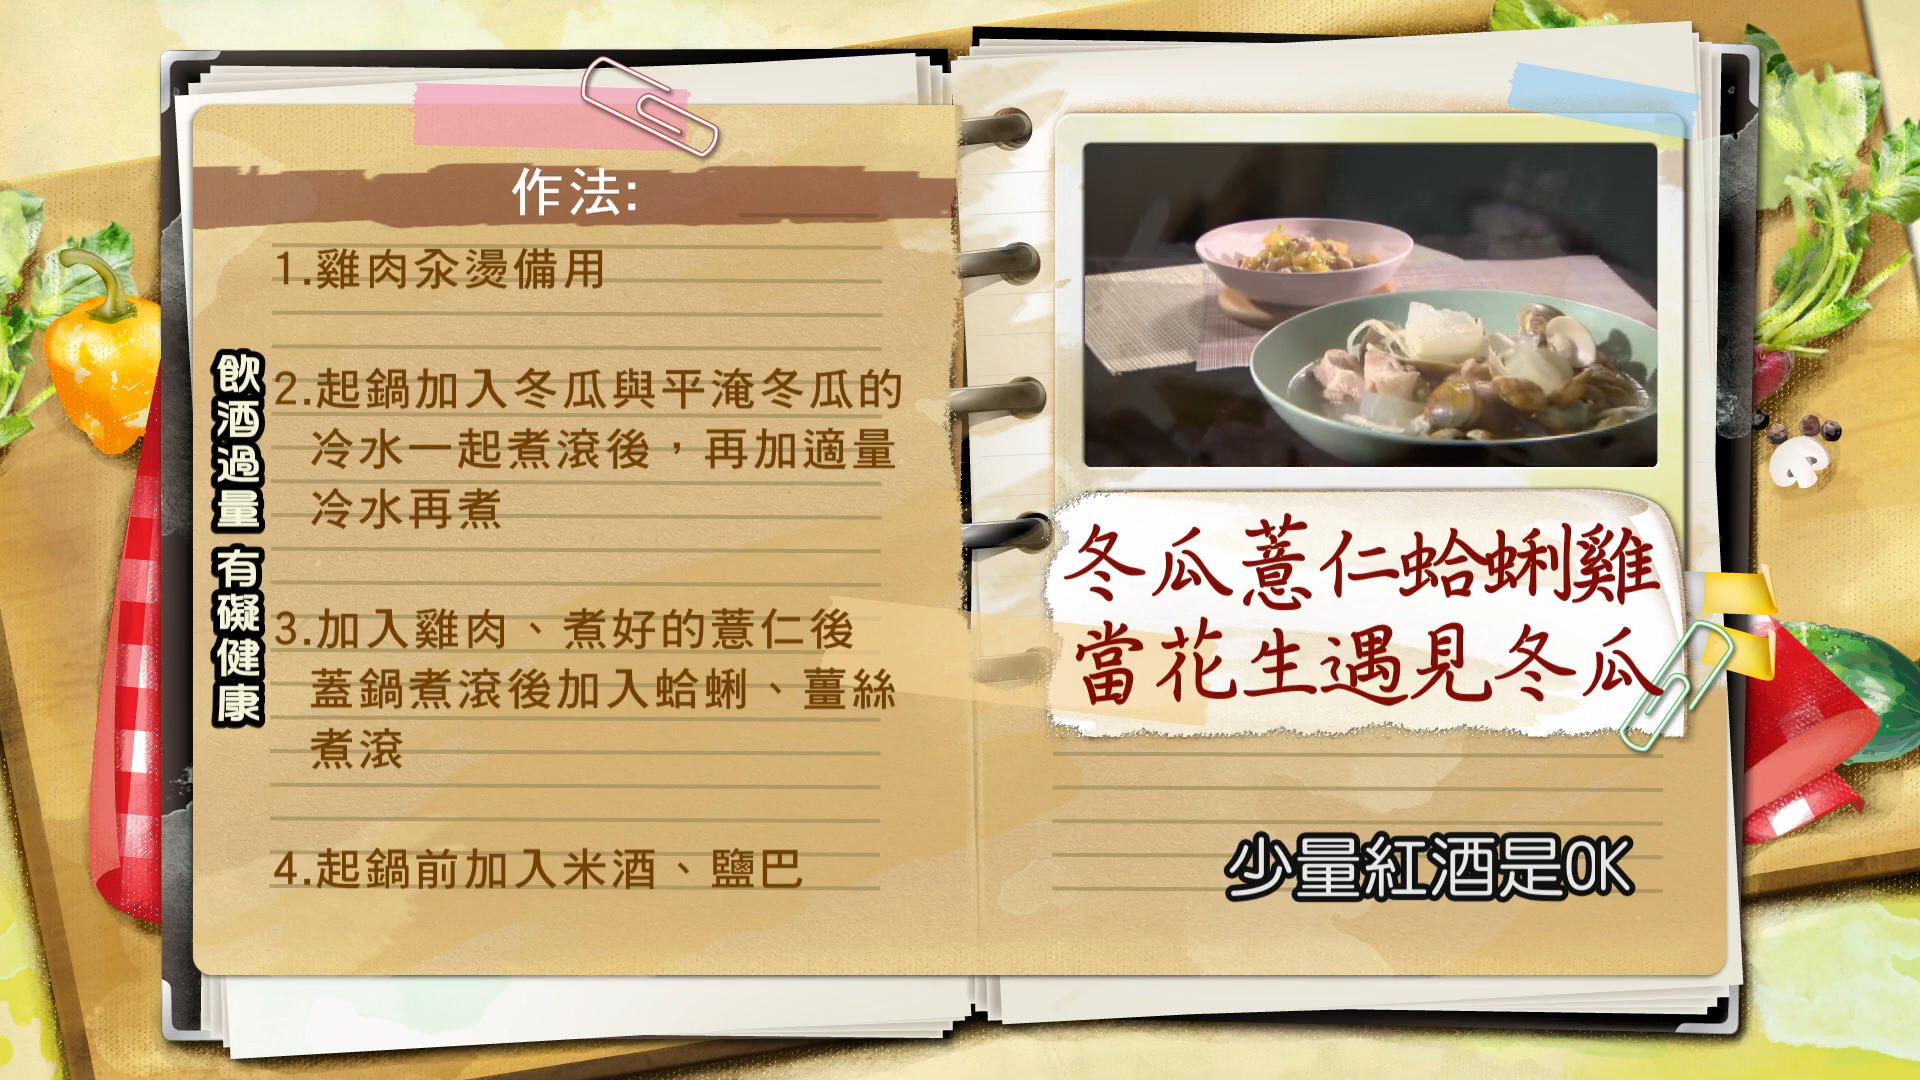 作法:
1.雞肉汆燙備用
2.起鍋加入冬瓜與平淹冬瓜的
冷水一起煮滾後，再加適量
冷水再煮
3.加入雞肉、煮好的薏仁後
蓋鍋煮滾後加入蛤蜊、薑絲
煮滾
4.起鍋前加入米酒、鹽巴
飲酒過量 有礙健康
冬瓜薏仁蛤蜊雞
當花生遇見冬瓜
少量紅酒是OK